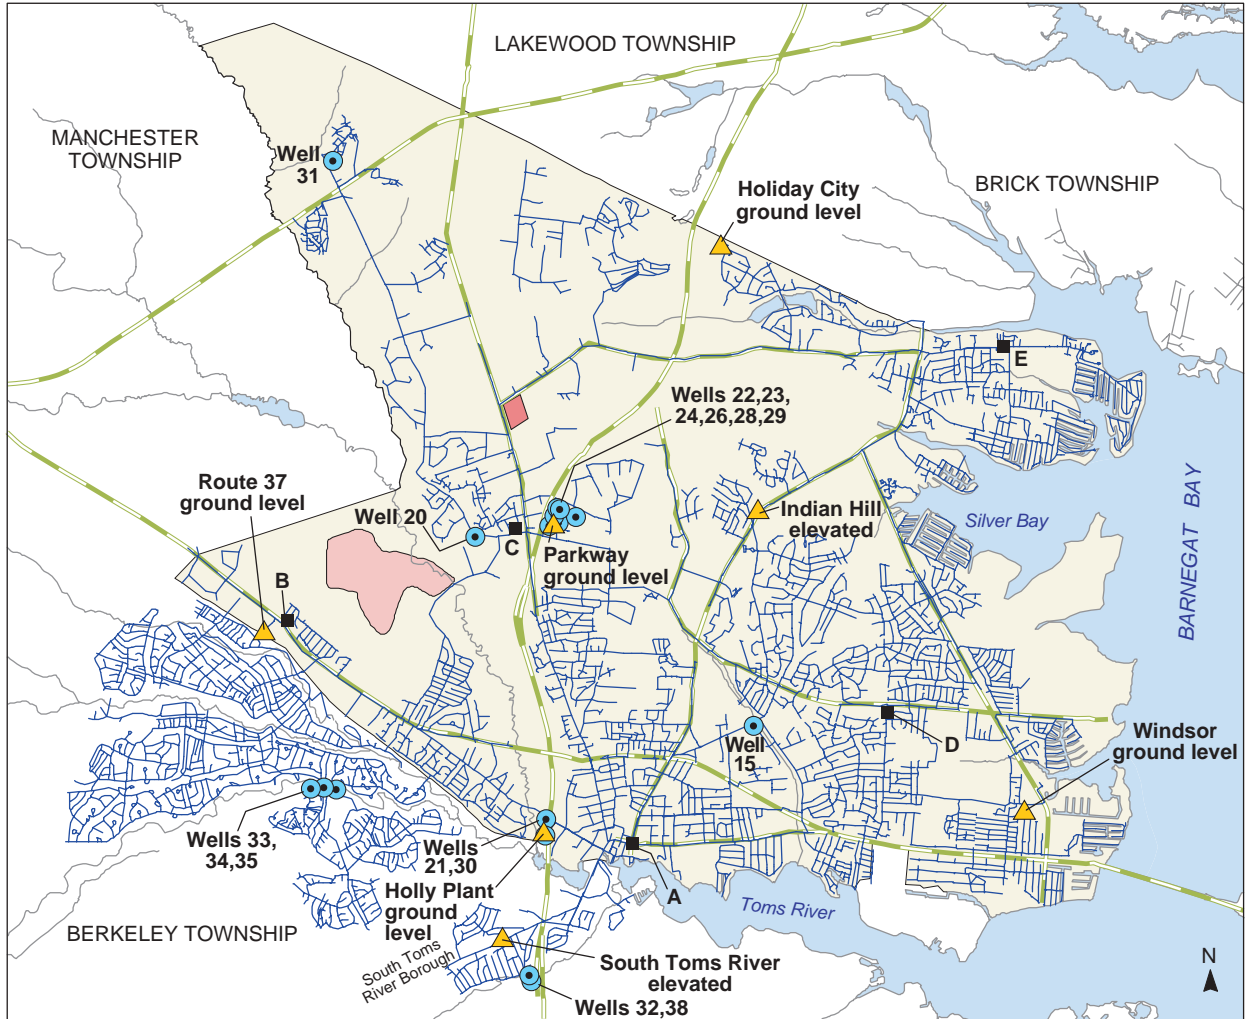 LAKEWOOD TOWNSHIP
MANCHESTER
TOWNSHIP
Well
31
Holiday City
ground level
BRICK TOWNSHIP
E
Wells 22,23,
24,26,28,29
Route 37
ground level
Well 20
C
Parkway
ground level
Indian Hill
elevated
Silver Bay
BARNEGAT BAY
B
Well
15
D
Windsor
ground level
Wells 33,
34,35
Wells
21,30
Holly Plant
ground
level
A
Toms River
BERKELEY TOWNSHIP
South Toms
River Borough
South Toms River
elevated
Wells 32,38
N